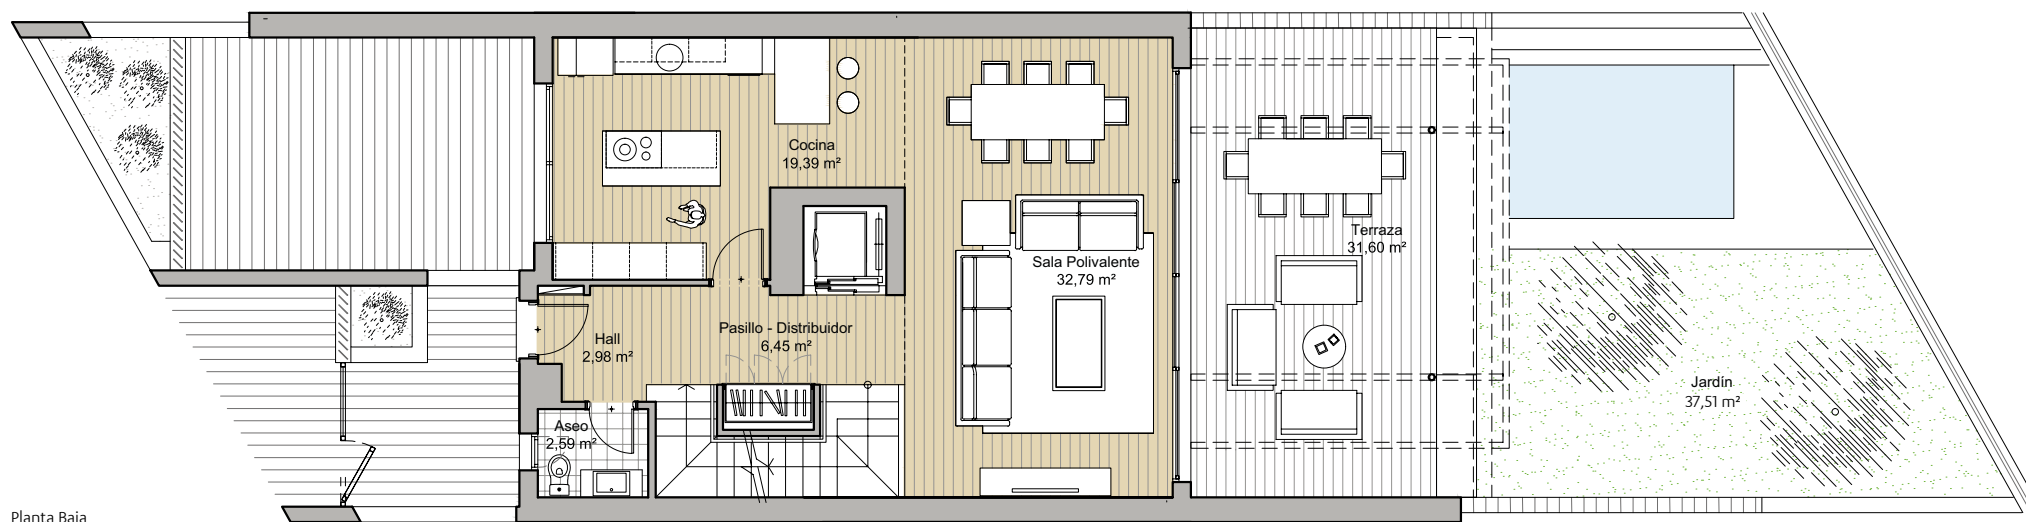 Cocina
19,39 m²
Terraza
31,60 m²
Sala Polivalente
32,79 m²
Hall
2,98 m²
Pasillo - Distribuidor
6,45 m²
Jardín
37,51 m²
Aseo
2,59 m²
Planta Baja